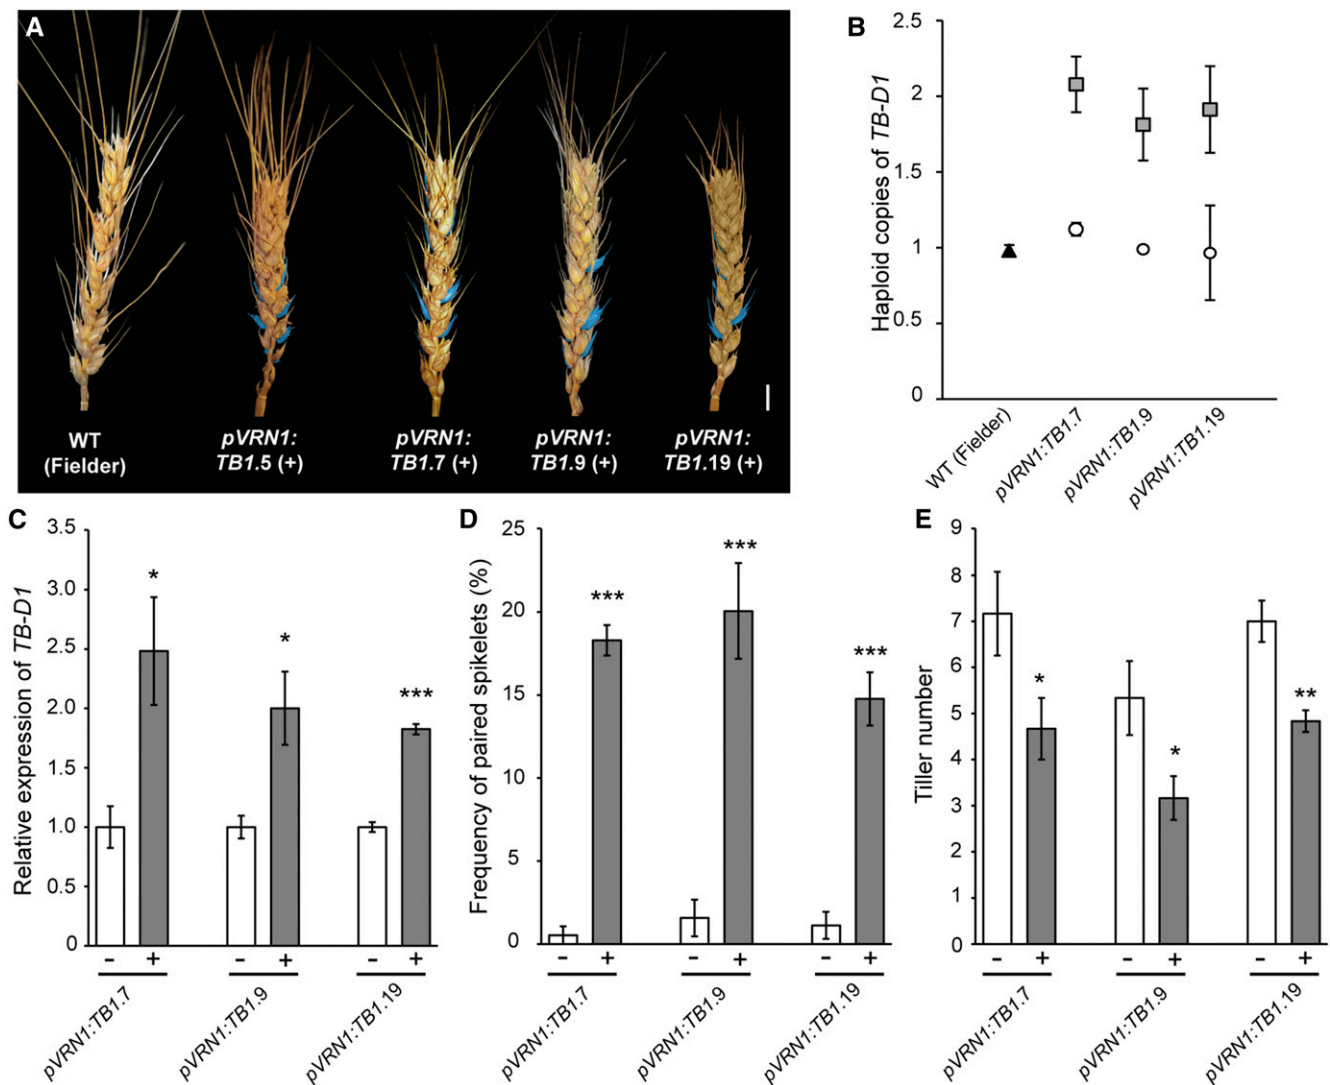 A
WT
(Fielder)
pVRN1:
TB1.5 (+)
pVRN1:
TB1.7 (+)
pVRN1:
TB1.9 (+)
pVRN1:
TB1.19 (+)
B
Haploid copies of TB-D1
2.5
2
1.5
1
0.5
0
WT (Fielder)
pVRN1:TB1.7
pVRN1:TB1.9
pVRN1:TB1.19
C
Relative expression of TB-D1
3.5
3.0
2.5
2.0
1.5
1.0
0.5
0
*
*
***
– + – + – +
pVRN1:TB1.7
pVRN1:TB1.9
pVRN1:TB1.19
D
Frequency of paired spikelets (%)
25
20
15
10
5
0
***
***
***
– + – + – +
pVRN1:TB1.7
pVRN1:TB1.9
pVRN1:TB1.19
E
Tiller number
9
8
7
6
5
4
3
2
1
0
*
*
**
– + – + – +
pVRN1:TB1.7
pVRN1:TB1.9
pVRN1:TB1.19